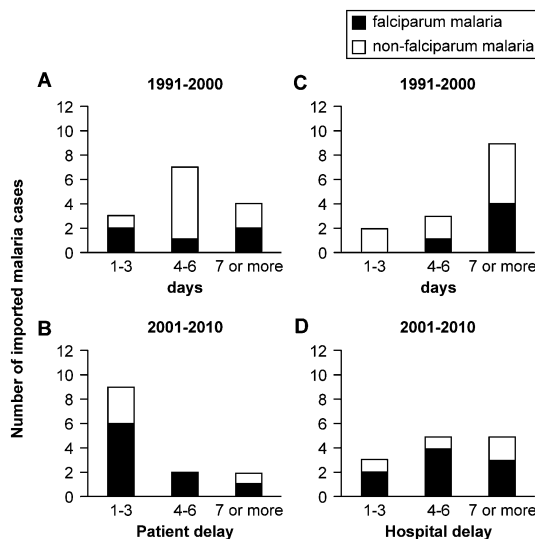 falciparum malaria
non-falciparum malaria
Number of imported malaria cases
A
1991-2000
12
10
8
6
4
2
0
1-3
4-6
7 or more
days
C
1991-2000
12
10
8
6
4
2
0
1-3
4-6
7 or more
days
B
2001-2010
12
10
8
6
4
2
0
1-3
4-6
7 or more
Patient delay
D
2001-2010
12
10
8
6
4
2
0
1-3
4-6
7 or more
Hospital delay